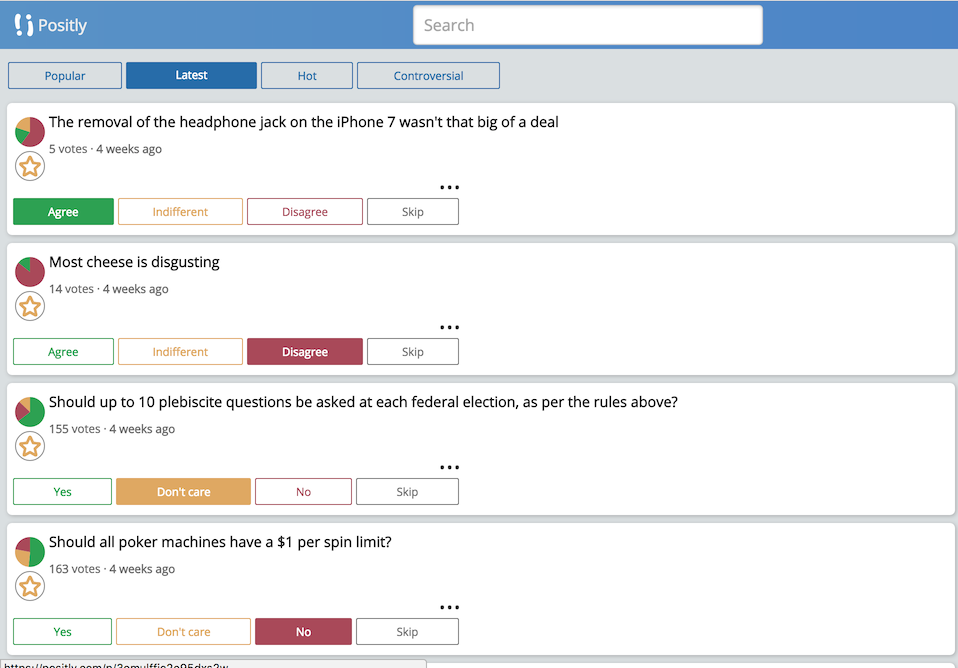 Positly
Search
Popular
Latest
Hot
Controversial
The removal of the headphone jack on the iPhone 7 wasn't that big of a deal
5 votes · 4 weeks ago
Agree
Indifferent
Disagree
Skip
Most cheese is disgusting
14 votes · 4 weeks ago
Agree
Indifferent
Disagree
Skip
Should up to 10 plebiscite questions be asked at each federal election, as per the rules above?
155 votes · 4 weeks ago
Yes
Don't care
No
Skip
Should all poker machines have a $1 per spin limit?
163 votes · 4 weeks ago
Yes
Don't care
No
Skip